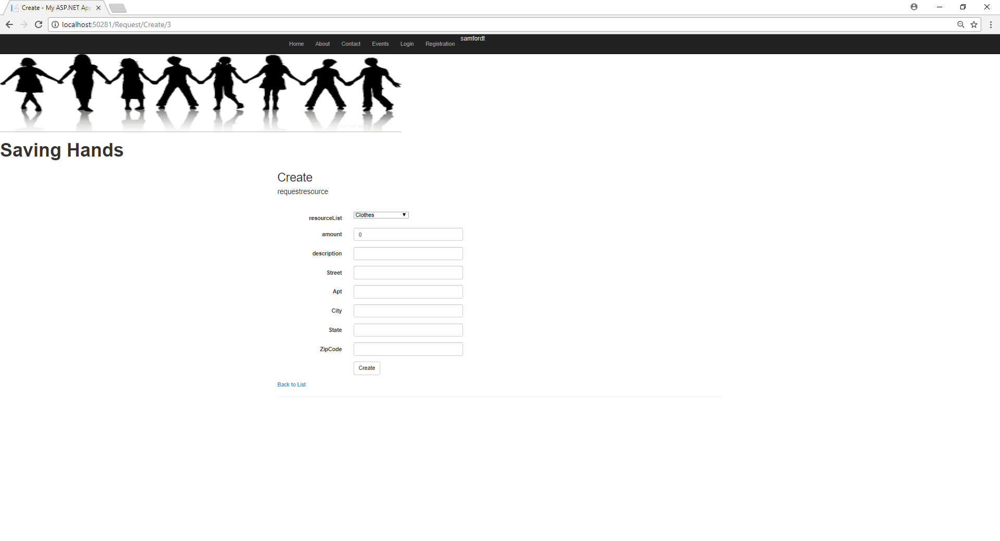 Create - My ASP.NET App
localhost:50281/Request/Create/3
Home About Contact Events Login Registration samfordt
Saving Hands
Create
requestresource
resourceList Clothes
amount 0
description
Street
Apt
City
State
ZipCode
Create
Back to List